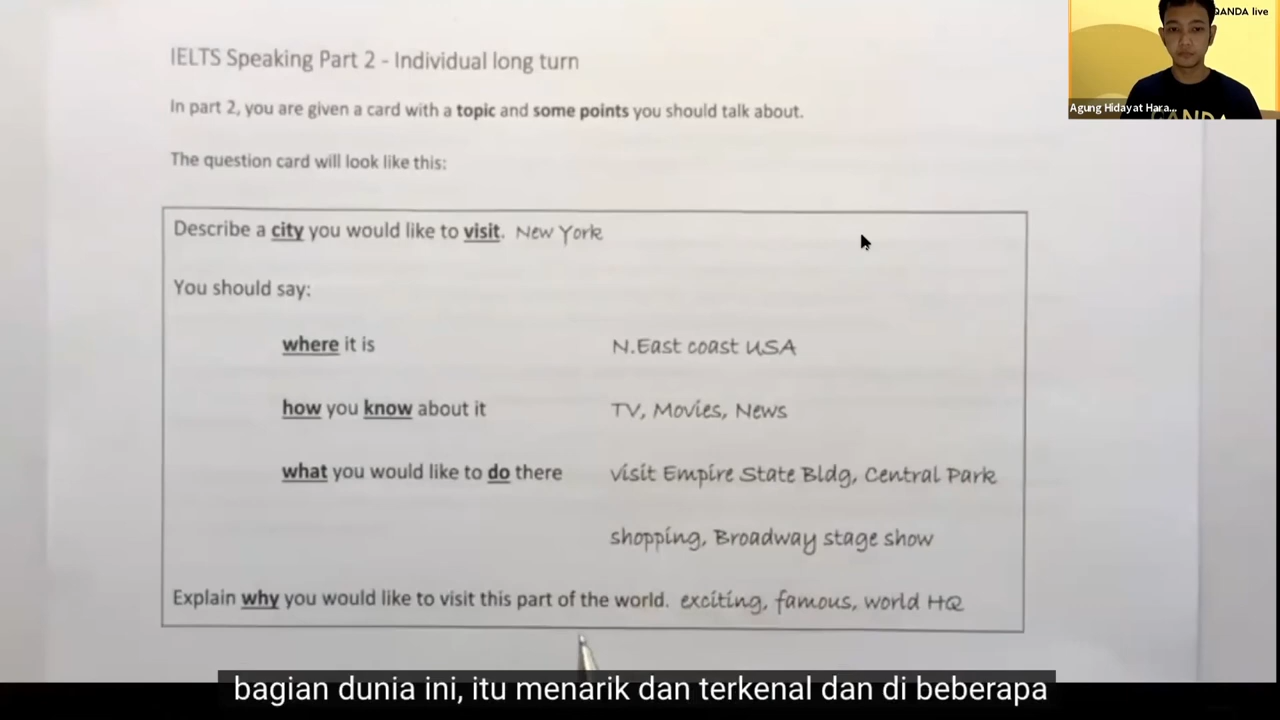 QANDA live
Agung Hidayat Hara...
IELTS Speaking Part 2 - Individual long turn
In part 2, you are given a card with a topic and some points you should talk about.
The question card will look like this:
Describe a city you would like to visit. New York
You should say:
where it is N.East coast USA
how you know about it TV, Movies, News
what you would like to do there visit Empire State Bldg, Central Park
shopping, Broadway stage show
Explain why you would like to visit this part of the world. exciting, famous, world HQ
bagian dunia ini, itu menarik dan terkenal dan di beberapa